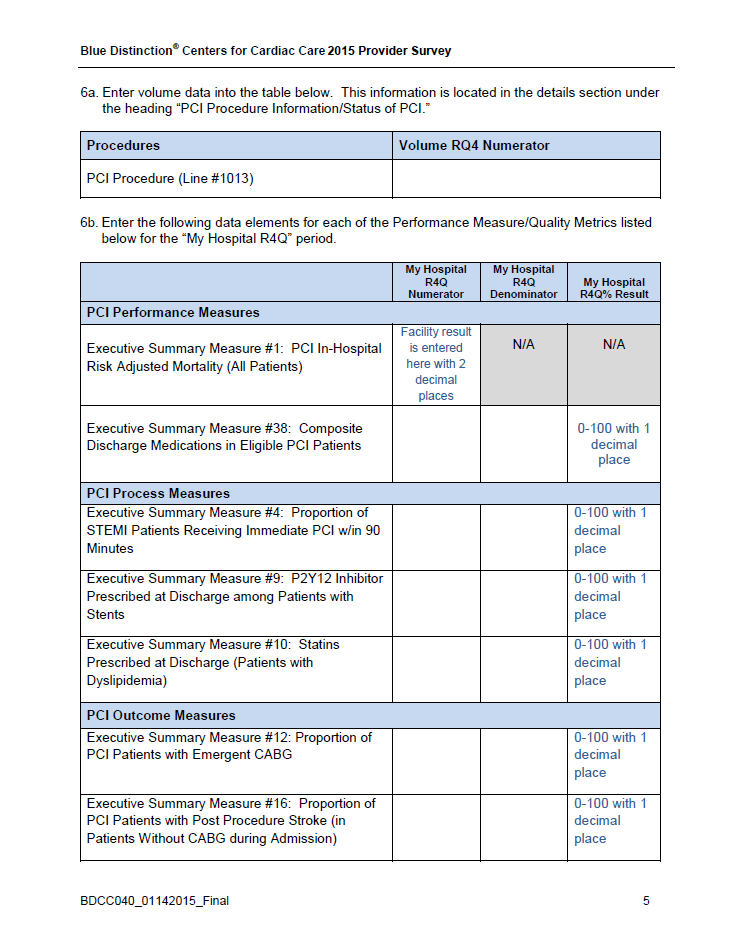 Blue Distinction® Centers for Cardiac Care 2015 Provider Survey
6a. Enter volume data into the table below. This information is located in the details section under
the heading “PCI Procedure Information/Status of PCI.”
Procedures
Volume RQ4 Numerator
PCI Procedure (Line #1013)
6b. Enter the following data elements for each of the Performance Measure/Quality Metrics listed
below for the “My Hospital R4Q” period.
My Hospital
R4Q
Numerator
My Hospital
R4Q
Denominator
My Hospital
R4Q% Result
PCI Performance Measures
Executive Summary Measure #1: PCI In-Hospital
Risk Adjusted Mortality (All Patients)
Facility result
is entered
here with 2
decimal
places
N/A
N/A
Executive Summary Measure #38: Composite
Discharge Medications in Eligible PCI Patients
0-100 with 1
decimal
place
PCI Process Measures
Executive Summary Measure #4: Proportion of
STEMI Patients Receiving Immediate PCI w/in 90
Minutes
0-100 with 1
decimal
place
Executive Summary Measure #9: P2Y12 Inhibitor
Prescribed at Discharge among Patients with
Stents
0-100 with 1
decimal
place
Executive Summary Measure #10: Statins
Prescribed at Discharge (Patients with
Dyslipidemia)
0-100 with 1
decimal
place
PCI Outcome Measures
Executive Summary Measure #12: Proportion of
PCI Patients with Emergent CABG
0-100 with 1
decimal
place
Executive Summary Measure #16: Proportion of
PCI Patients with Post Procedure Stroke (in
Patients Without CABG during Admission)
0-100 with 1
decimal
place
BDCC040_01142015_Final
5